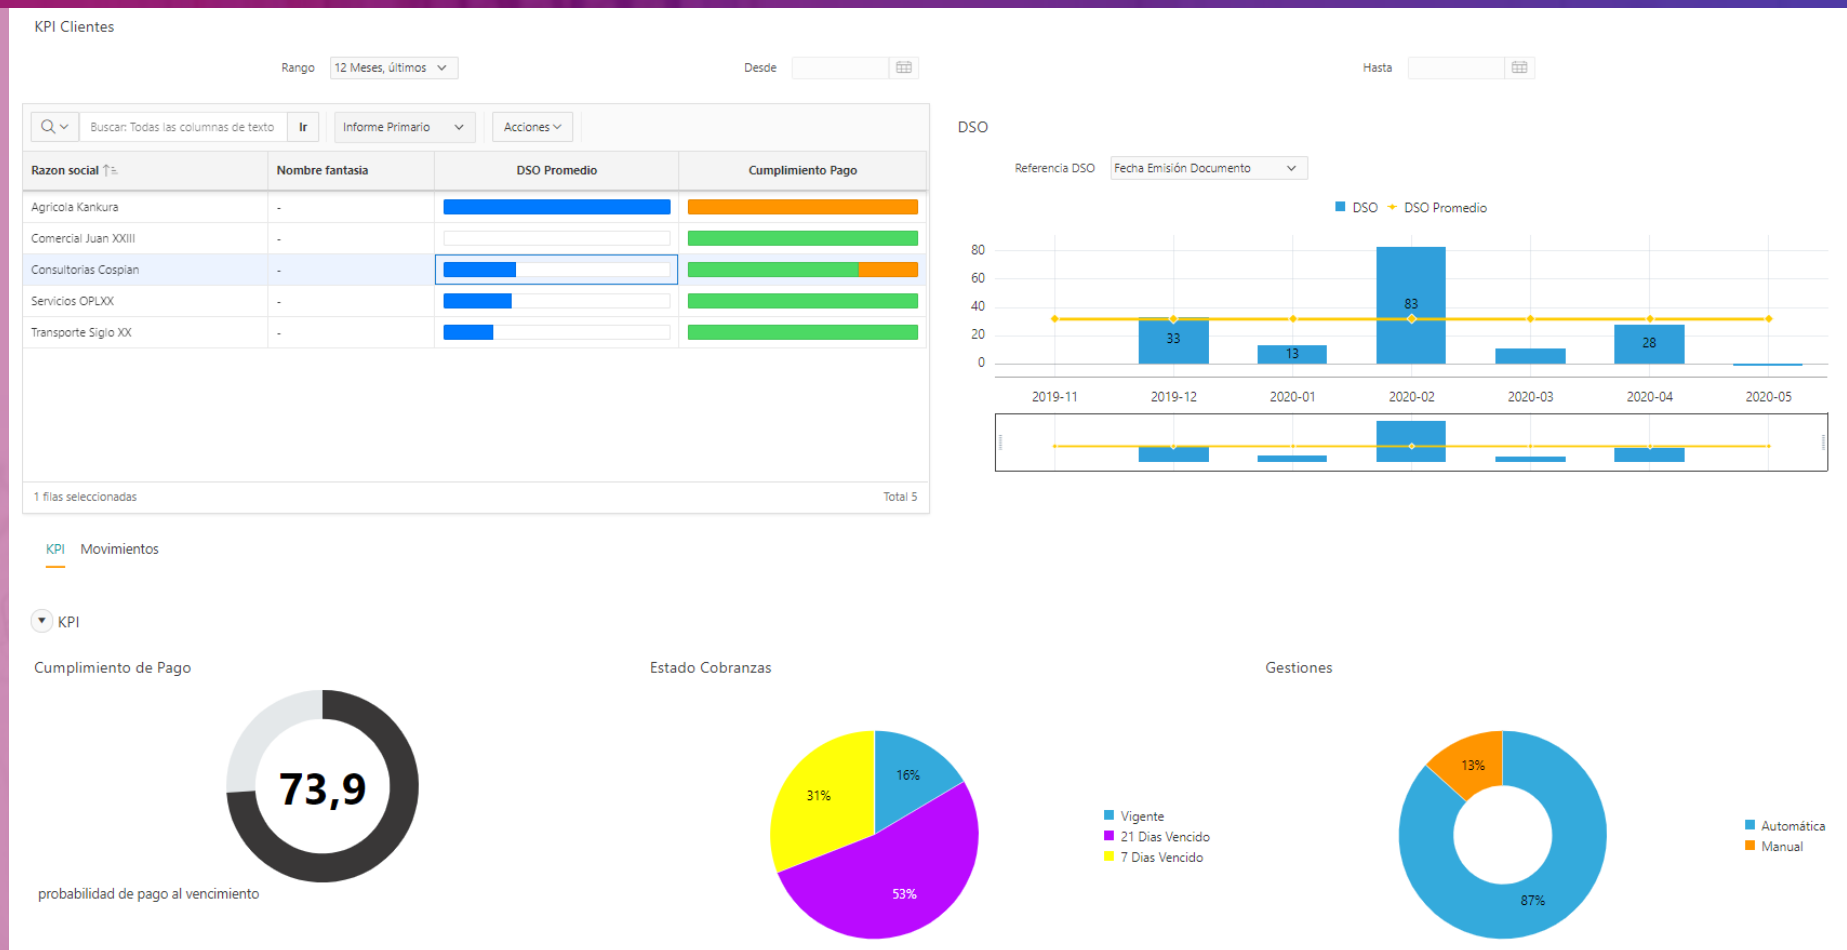 KPI Clientes
Rango 12 Meses, últimos Desde Hasta
Buscar: Todas las columnas de texto Ir Informe Primario Acciones
Razon social Nombre fantasia DSO Promedio Cumplimiento Pago
Agricola Kankura -
Comercial Juan XXIII -
Consultorias Cospian -
Servicios OPLXX -
Transporte Siglo XX -
1 filas seleccionadas Total 5
DSO
Referencia DSO Fecha Emisión Documento
DSO DSO Promedio
80
60
40
20
0
33
13
83
28
2019-11 2019-12 2020-01 2020-02 2020-03 2020-04 2020-05
KPI Movimientos
KPI
Cumplimiento de Pago
73,9
probabilidad de pago al vencimiento
Estado Cobranzas
16%
31%
53%
Vigente
21 Dias Vencido
7 Dias Vencido
Gestiones
13%
87%
Automática
Manual